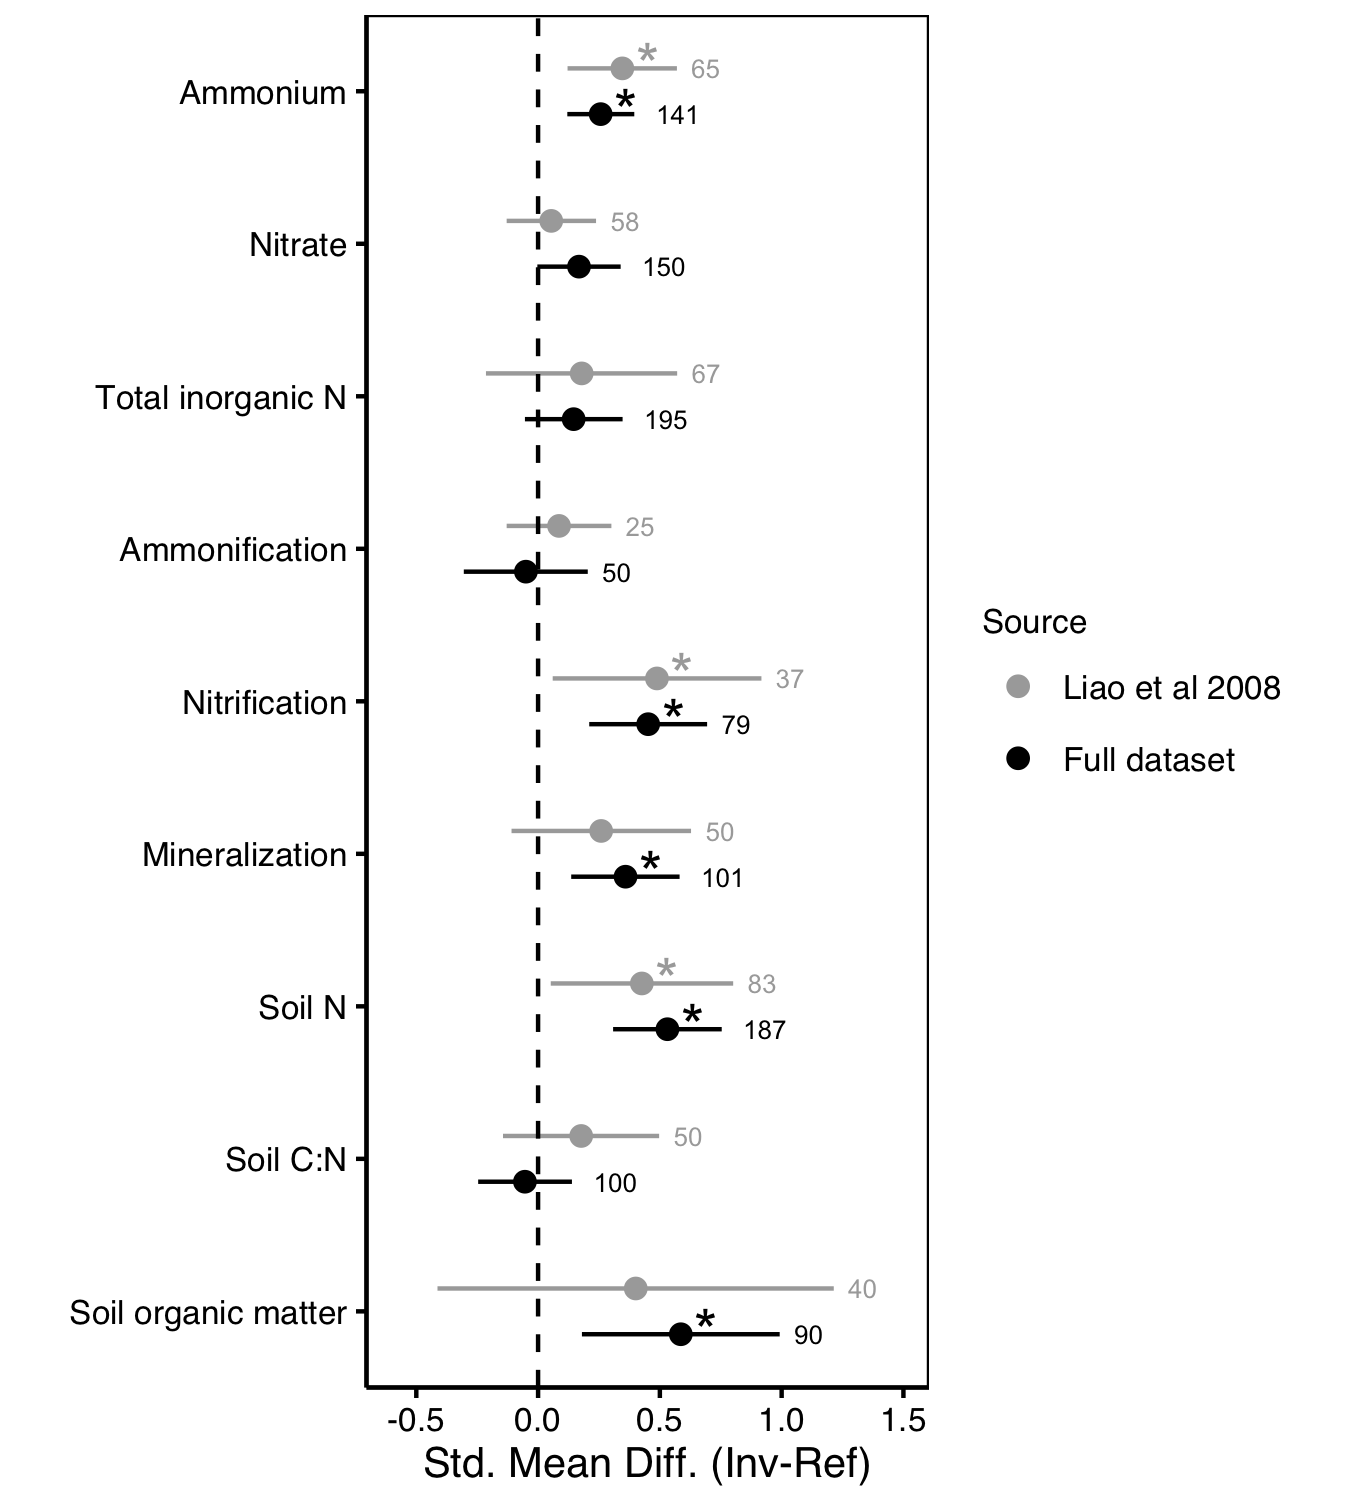 *
65
Ammonium
*
141
58
Nitrate
150
67
Total inorganic N
195
25
Ammonification
50
*
37
Nitrification
*
79
50
Mineralization
*
101
*
83
Soil N
*
187
50
Soil C:N
100
40
Soil organic matter
*
90
-0.5 0.0 0.5 1.0 1.5
Std. Mean Diff. (Inv-Ref)
Source
Liao et al 2008
Full dataset